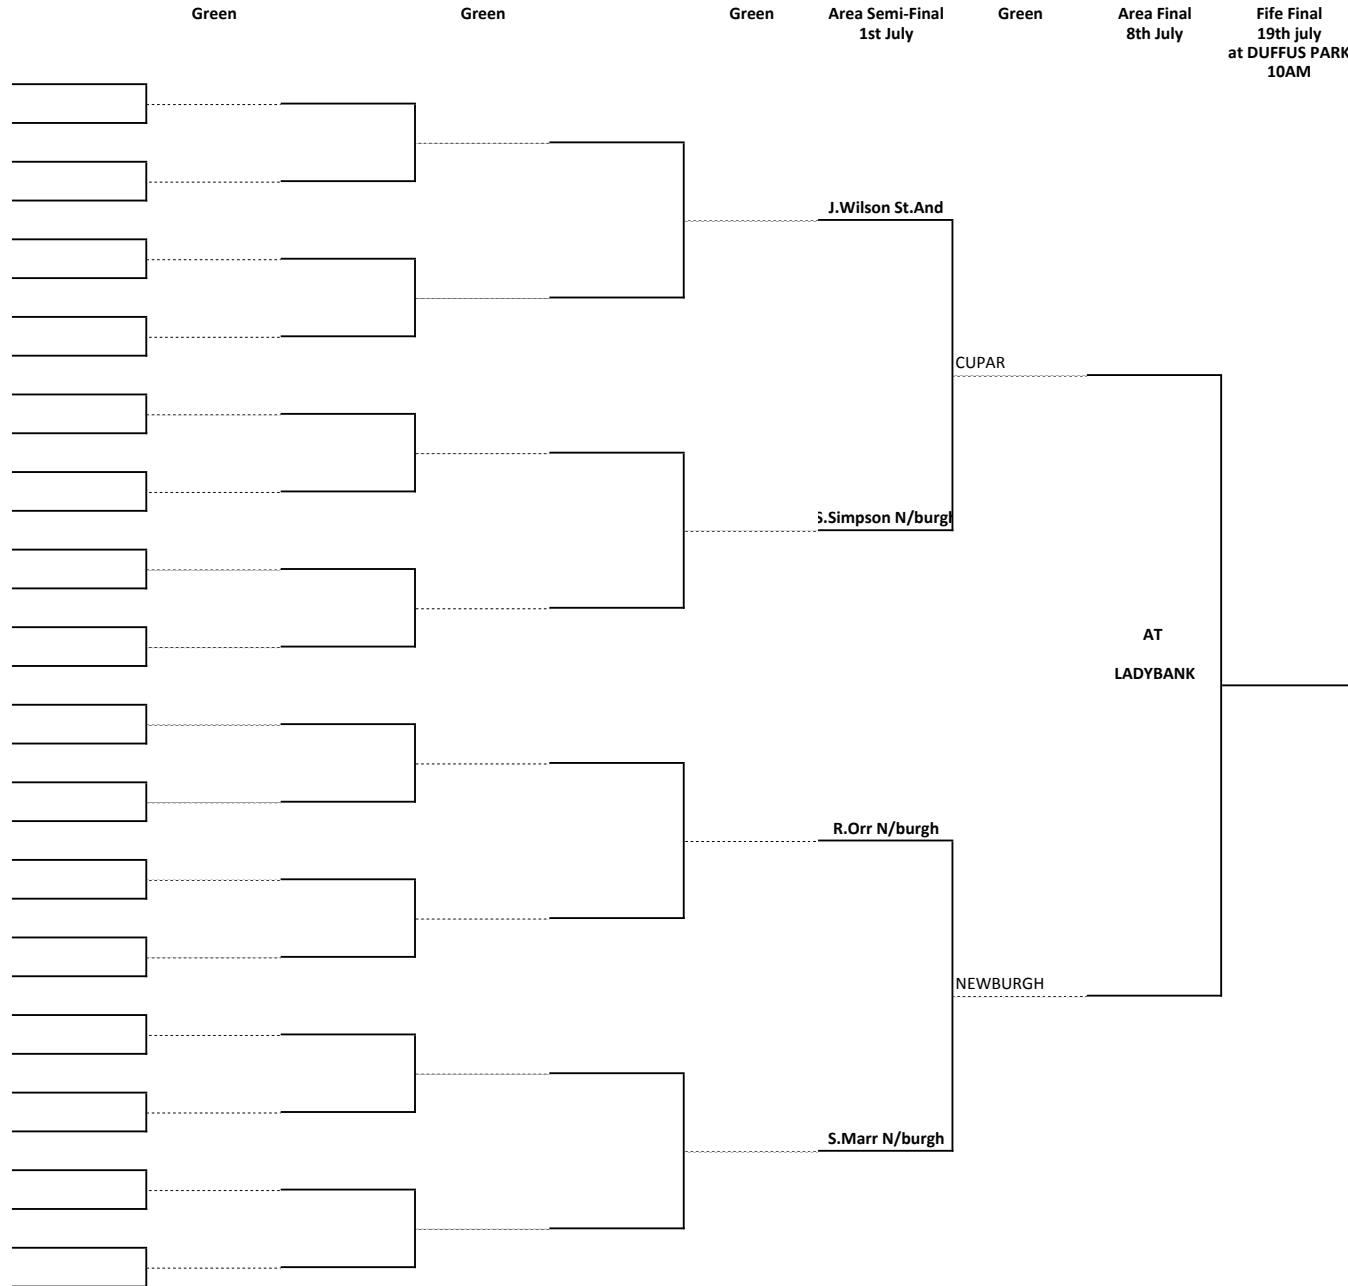 Green
Green
Green
Area Semi-Final
1st July
Green
Area Final
8th July
Fife Final
19th july
at DUFFUS PARK
10AM
J.Wilson St.And
CUPAR
S.Simpson N/burgh
AT
LADYBANK
R.Orr N/burgh
NEWBURGH
S.Marr N/burgh